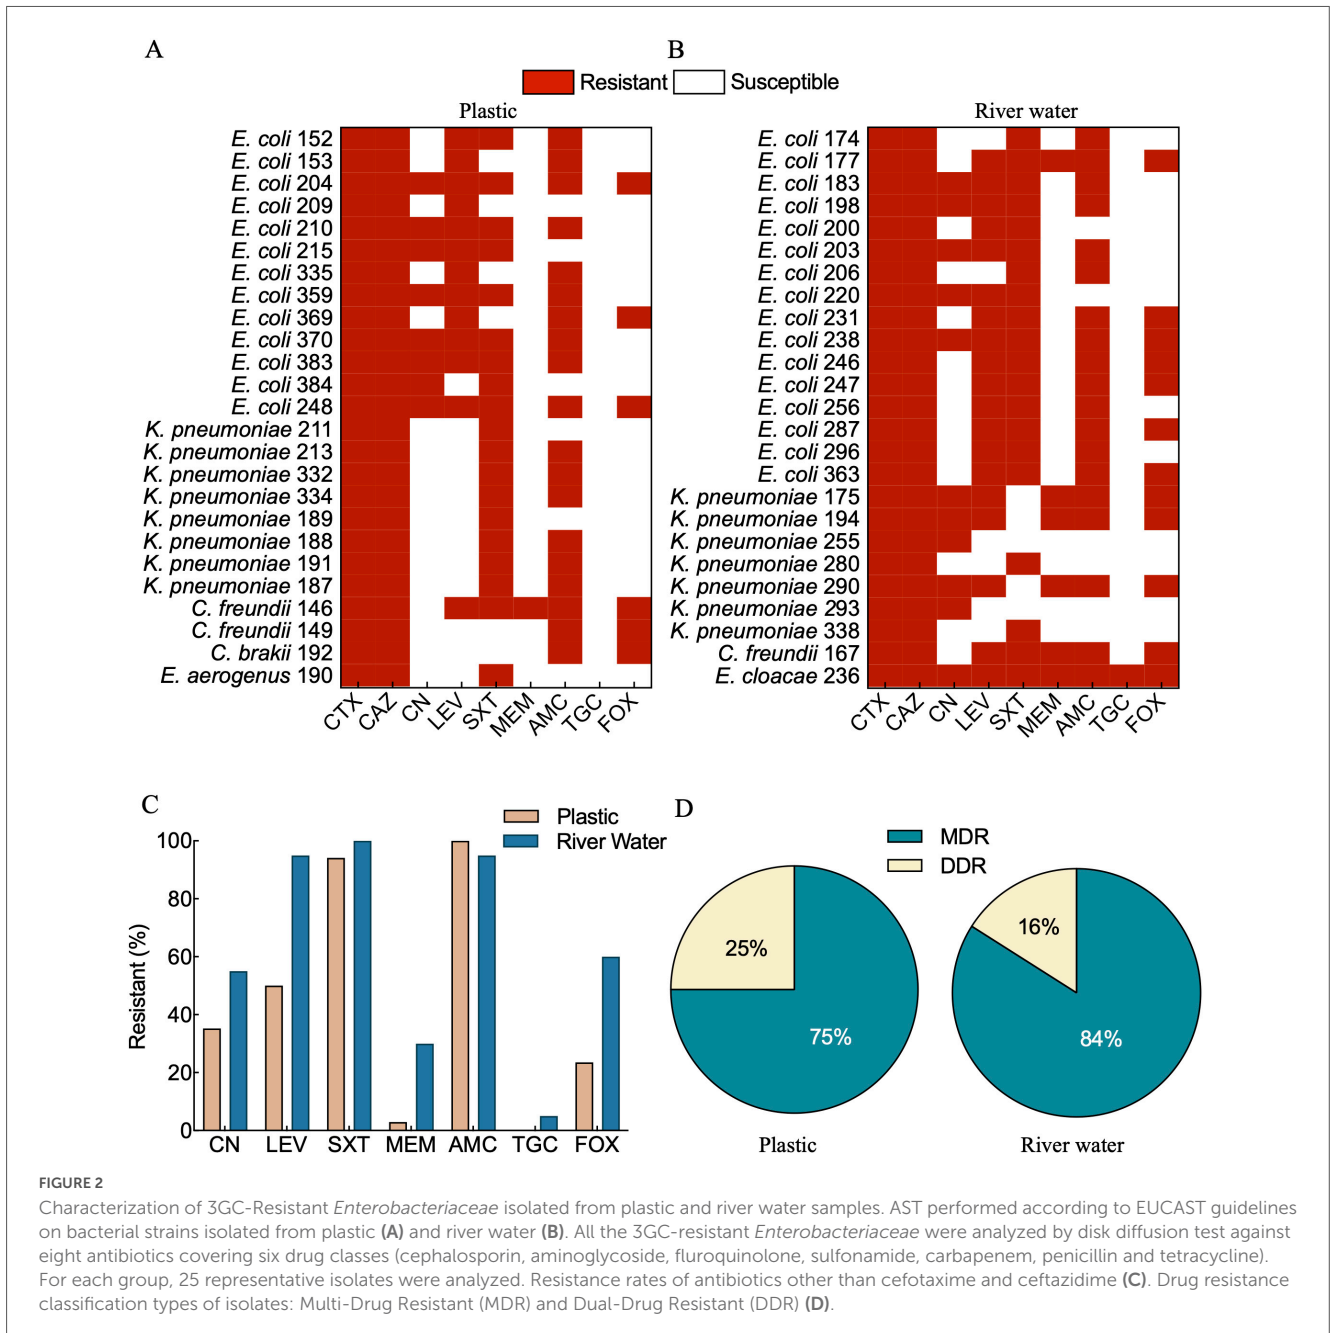 A
B
Resistant
Susceptible
Plastic
River water
E. coli 152
E. coli 153
E. coli 204
E. coli 209
E. coli 210
E. coli 215
E. coli 335
E. coli 359
E. coli 369
E. coli 370
E. coli 383
E. coli 384
E. coli 248
K. pneumoniae 211
K. pneumoniae 213
K. pneumoniae 332
K. pneumoniae 334
K. pneumoniae 189
K. pneumoniae 188
K. pneumoniae 191
K. pneumoniae 187
C. freundii 146
C. freundii 149
C. brakii 192
E. aerogenus 190
CTX
CAZ
CN
LEV
SXT
MEM
AMC
TGC
FOX
E. coli 174
E. coli 177
E. coli 183
E. coli 198
E. coli 200
E. coli 203
E. coli 206
E. coli 220
E. coli 231
E. coli 238
E. coli 246
E. coli 247
E. coli 256
E. coli 287
E. coli 296
E. coli 363
K. pneumoniae 175
K. pneumoniae 194
K. pneumoniae 255
K. pneumoniae 280
K. pneumoniae 290
K. pneumoniae 293
K. pneumoniae 338
C. freundii 167
E. cloacae 236
CTX
CAZ
CN
LEV
SXT
MEM
AMC
TGC
FOX
C
Plastic
River Water
Resistant (%)
100
80
60
40
20
0
CN
LEV
SXT
MEM
AMC
TGC
FOX
D
MDR
DDR
25%
75%
Plastic
16%
84%
River water
FIGURE 2
Characterization of 3GC-Resistant Enterobacteriaceae isolated from plastic and river water samples. AST performed according to EUCAST guidelines
on bacterial strains isolated from plastic (A) and river water (B). All the 3GC-resistant Enterobacteriaceae were analyzed by disk diffusion test against
eight antibiotics covering six drug classes (cephalosporin, aminoglycoside, fluroquinolone, sulfonamide, carbapenem, penicillin and tetracycline).
For each group, 25 representative isolates were analyzed. Resistance rates of antibiotics other than cefotaxime and ceftazidime (C). Drug resistance
classification types of isolates: Multi-Drug Resistant (MDR) and Dual-Drug Resistant (DDR) (D).